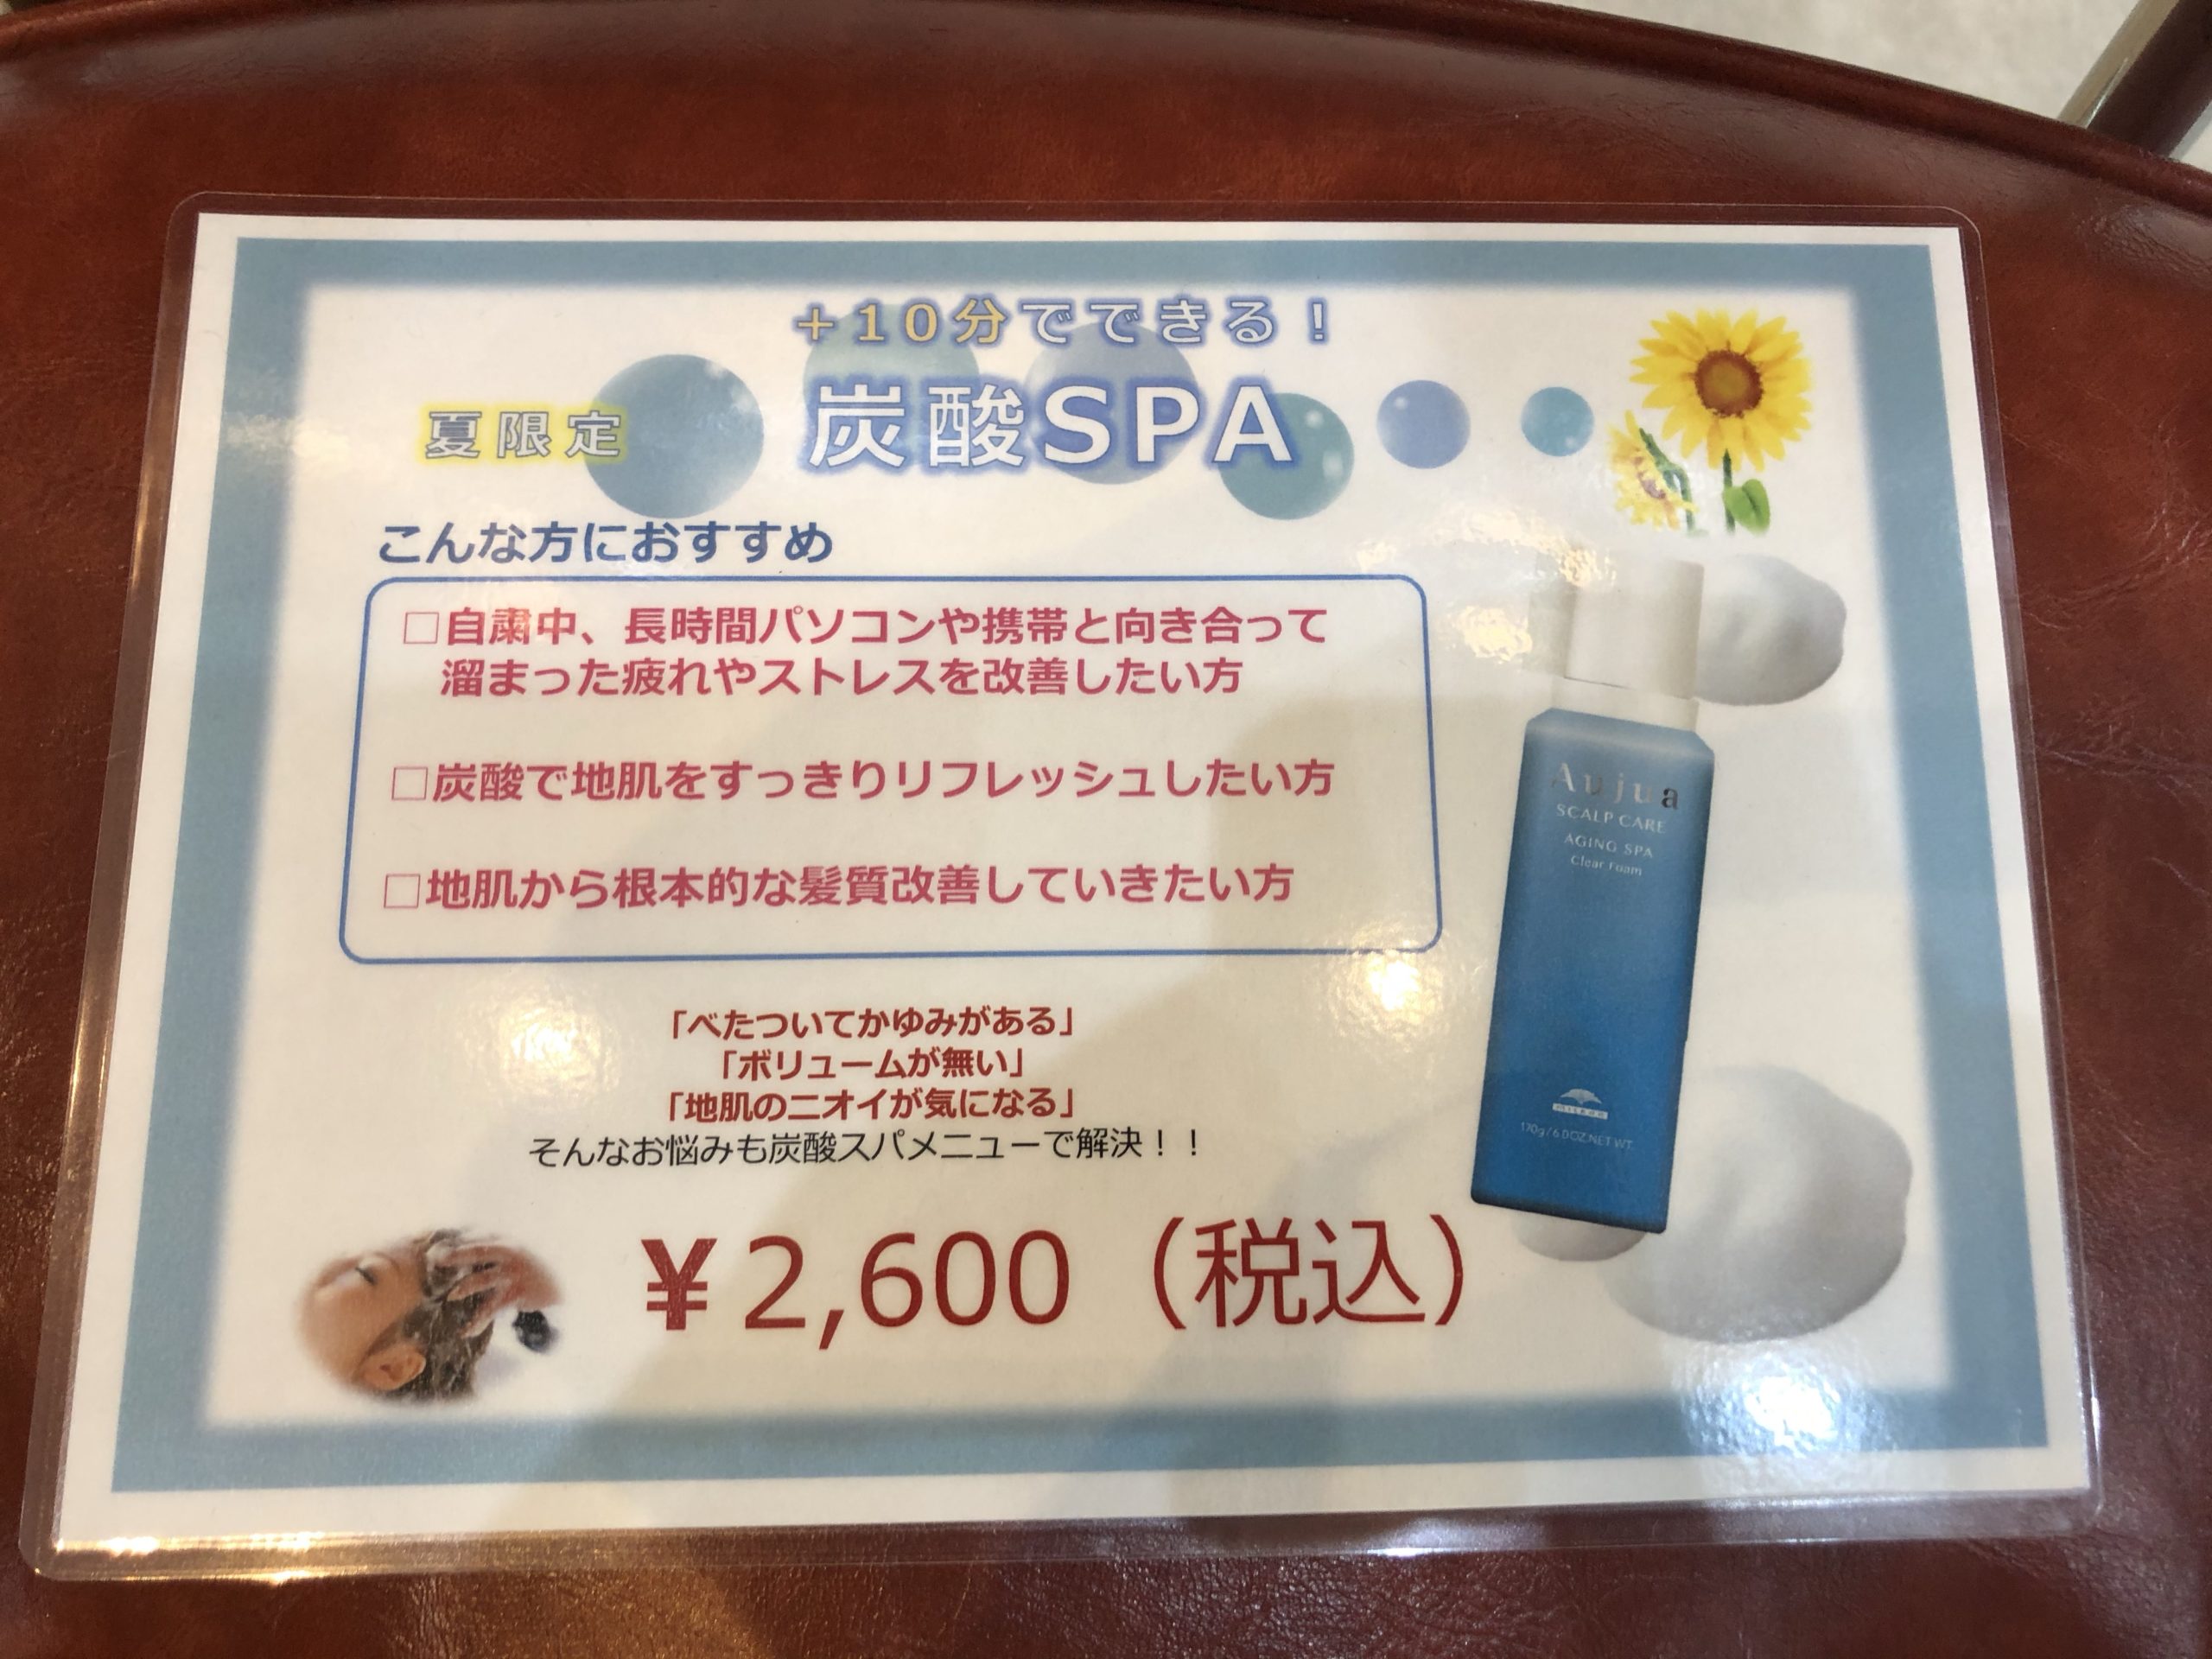 +10分でできる！
夏限定
炭酸SPA
こんな方におすすめ
□自粛中、長時間パソコンや携帯と向き合って
溜まった疲れやストレスを改善したい方
□炭酸で地肌をすっきりリフレッシュしたい方
□地肌から根本的な髪質改善していきたい方
「べたついてかゆみがある」
「ボリュームが無い」
「地肌のニオイが気になる」
そんなお悩みも炭酸スパメニューで解決！！
¥2,600（税込）
Aujua
SCALP CARE
AGING SPA
Clear Foam
milbon
170g/6.0OZ.NET WT.